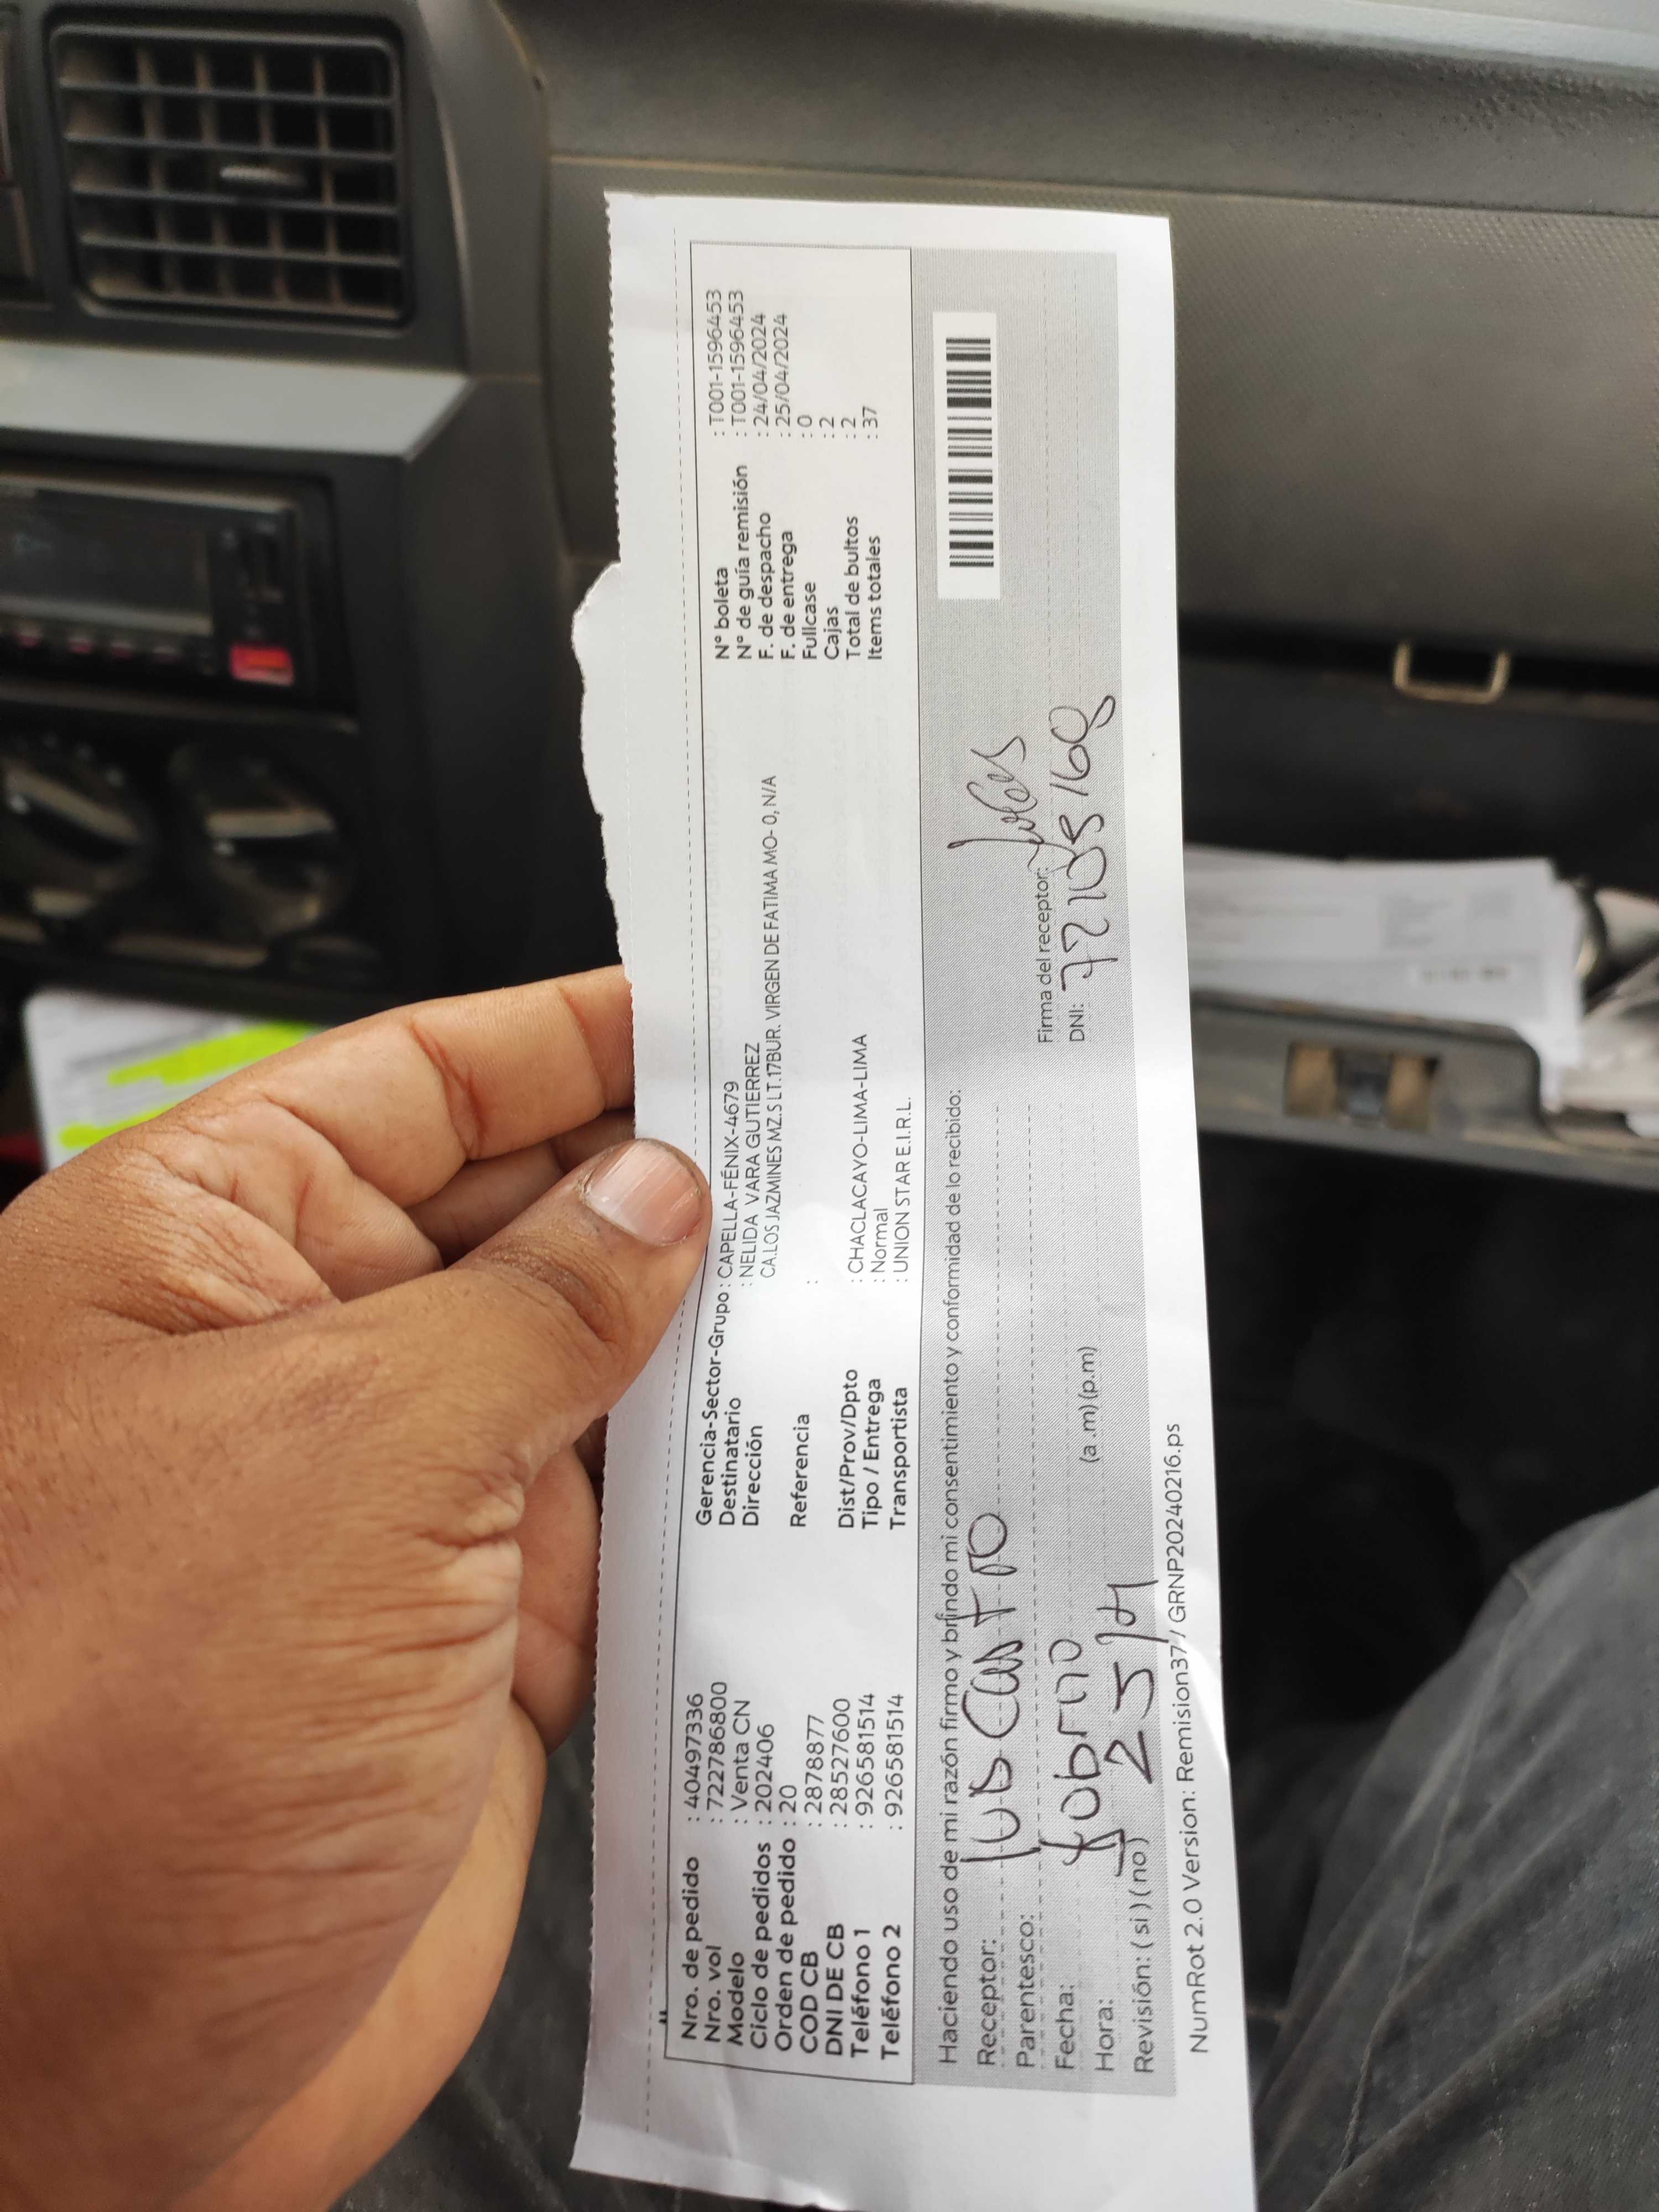 Nro. de pedido : 40497336
Nro. vol : 722786800
Modelo : Venta CN
Ciclo de pedidos : 202406
Orden de pedido : 20
COD CB : 2878877
DNI DE CB : 28527600
Teléfono 1 : 926581514
Teléfono 2 : 926581514
Gerencia-Sector-Grupo : CAPELLA-FÉNIX-4679
Destinatario : NELIDA VARA GUTIERREZ
Dirección CA.LOS JAZMINES MZ.S LT.17BUR. VIRGEN DE FATIMA MO- 0, N/A
Referencia :
Dist/Prov/Dpto : CHACLACAYO-LIMA-LIMA
Tipo / Entrega : Normal
Transportista : UNION STAR E.I.R.L.
N° boleta : T001-1596453
N° de guía remisión : T001-1596453
F. de despacho : 24/04/2024
F. de entrega : 25/04/2024
Fullcase : 0
Cajas : 2
Total de bultos : 2
Items totales : 37
Haciendo uso de mi razón firmo y brindo mi consentimiento y conformidad de lo recibido:
Receptor: Castro
Parentesco:
Fecha:
Hora: 25/4 (a .m) (p.m)
Revisión: ( si ) ( no )
Firma del receptor:
DNI:
NumRot 2.0 Version: Remision37 / GRNP20240216.ps